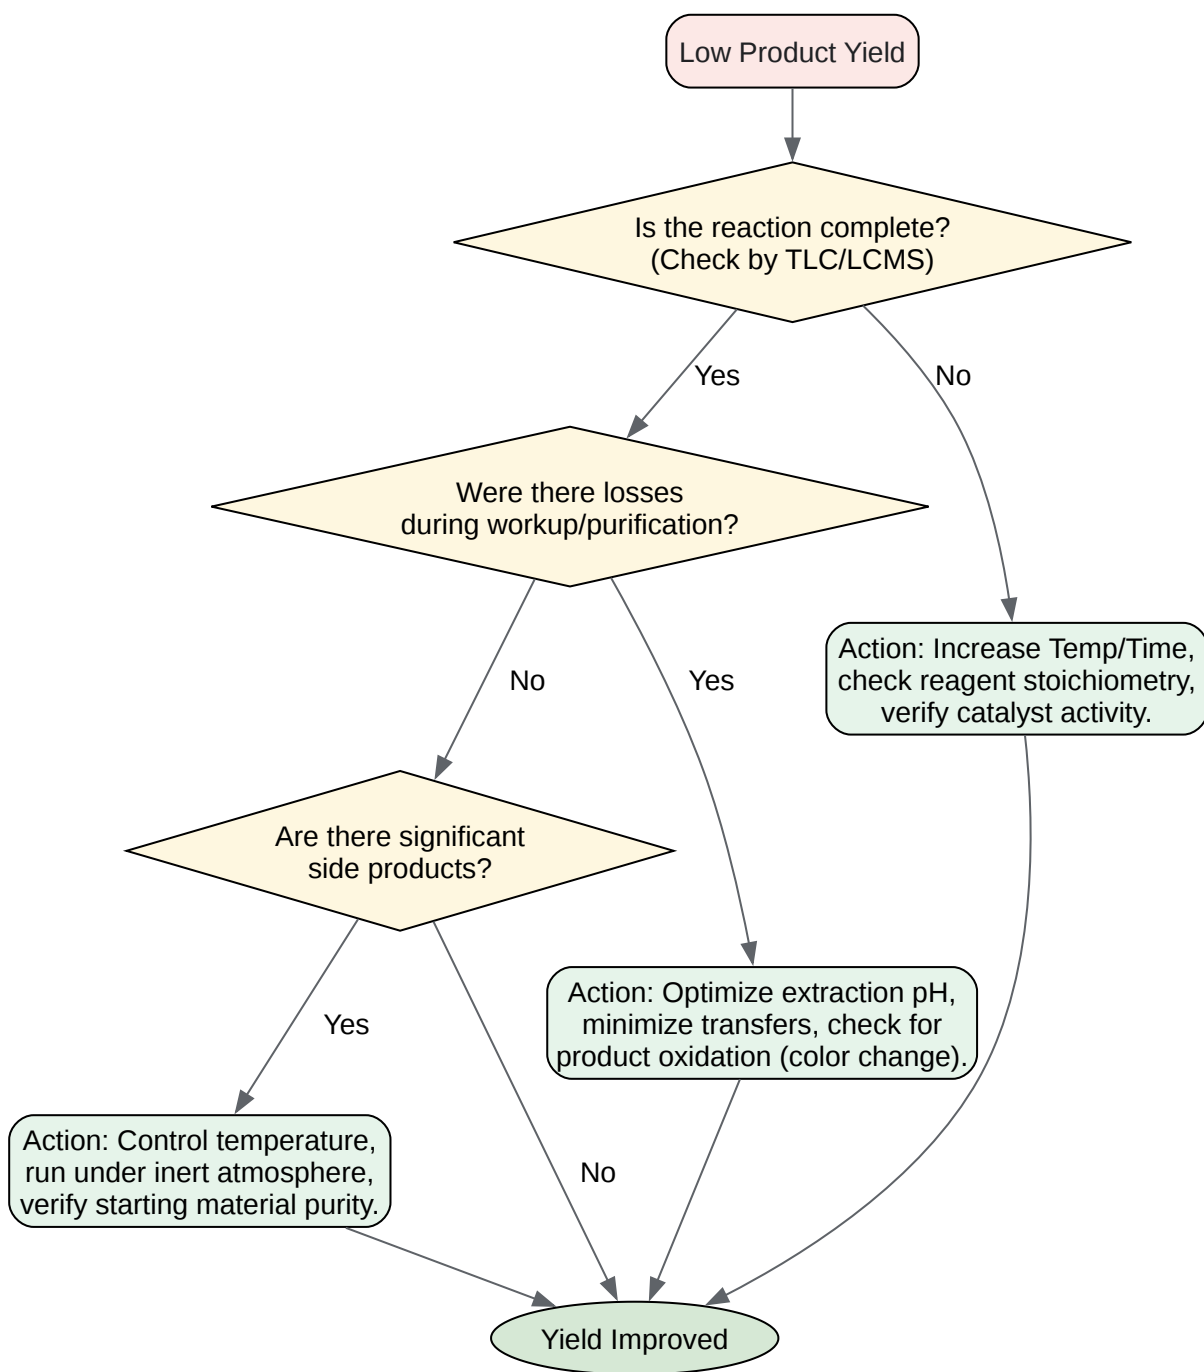 Low Product Yield
Is the reaction complete?
(Check by TLC/LCMS)
Yes
No
Were there losses
during workup/purification?
No
Yes
Action: Increase Temp/Time,
check reagent stoichiometry,
verify catalyst activity.
Are there significant
side products?
Yes
No
Action: Optimize extraction pH,
minimize transfers, check for
product oxidation (color change).
Action: Control temperature,
run under inert atmosphere,
verify starting material purity.
Yield Improved